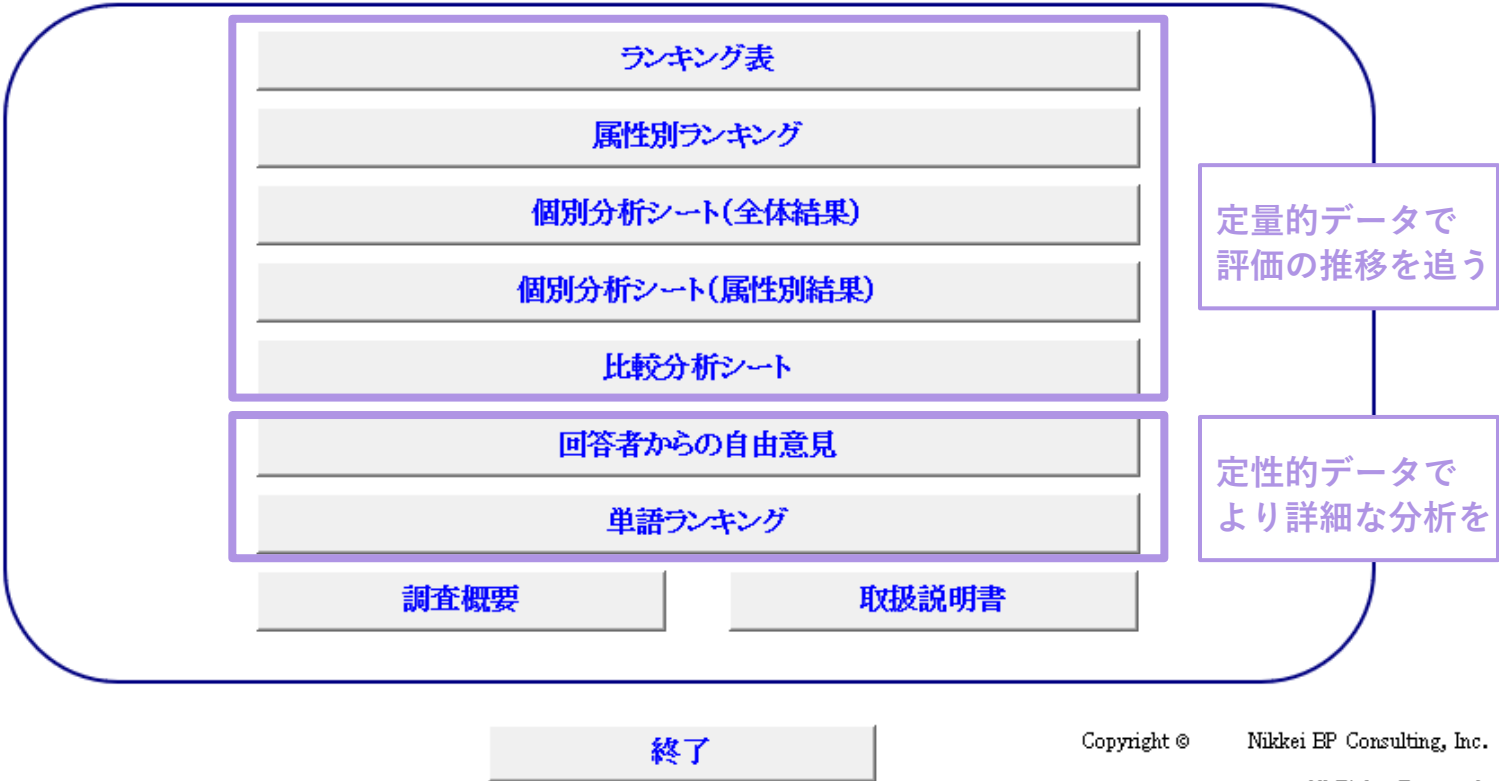 ランキング表
属性別ランキング
個別分析シート(全体結果)
個別分析シート(属性別結果)
比較分析シート
定量的データで
評価の推移を追う
回答者からの自由意見
単語ランキング
定性的データで
より詳細な分析を
調査概要
取扱説明書
終了
Copyright © Nikkei BP Consulting, Inc.